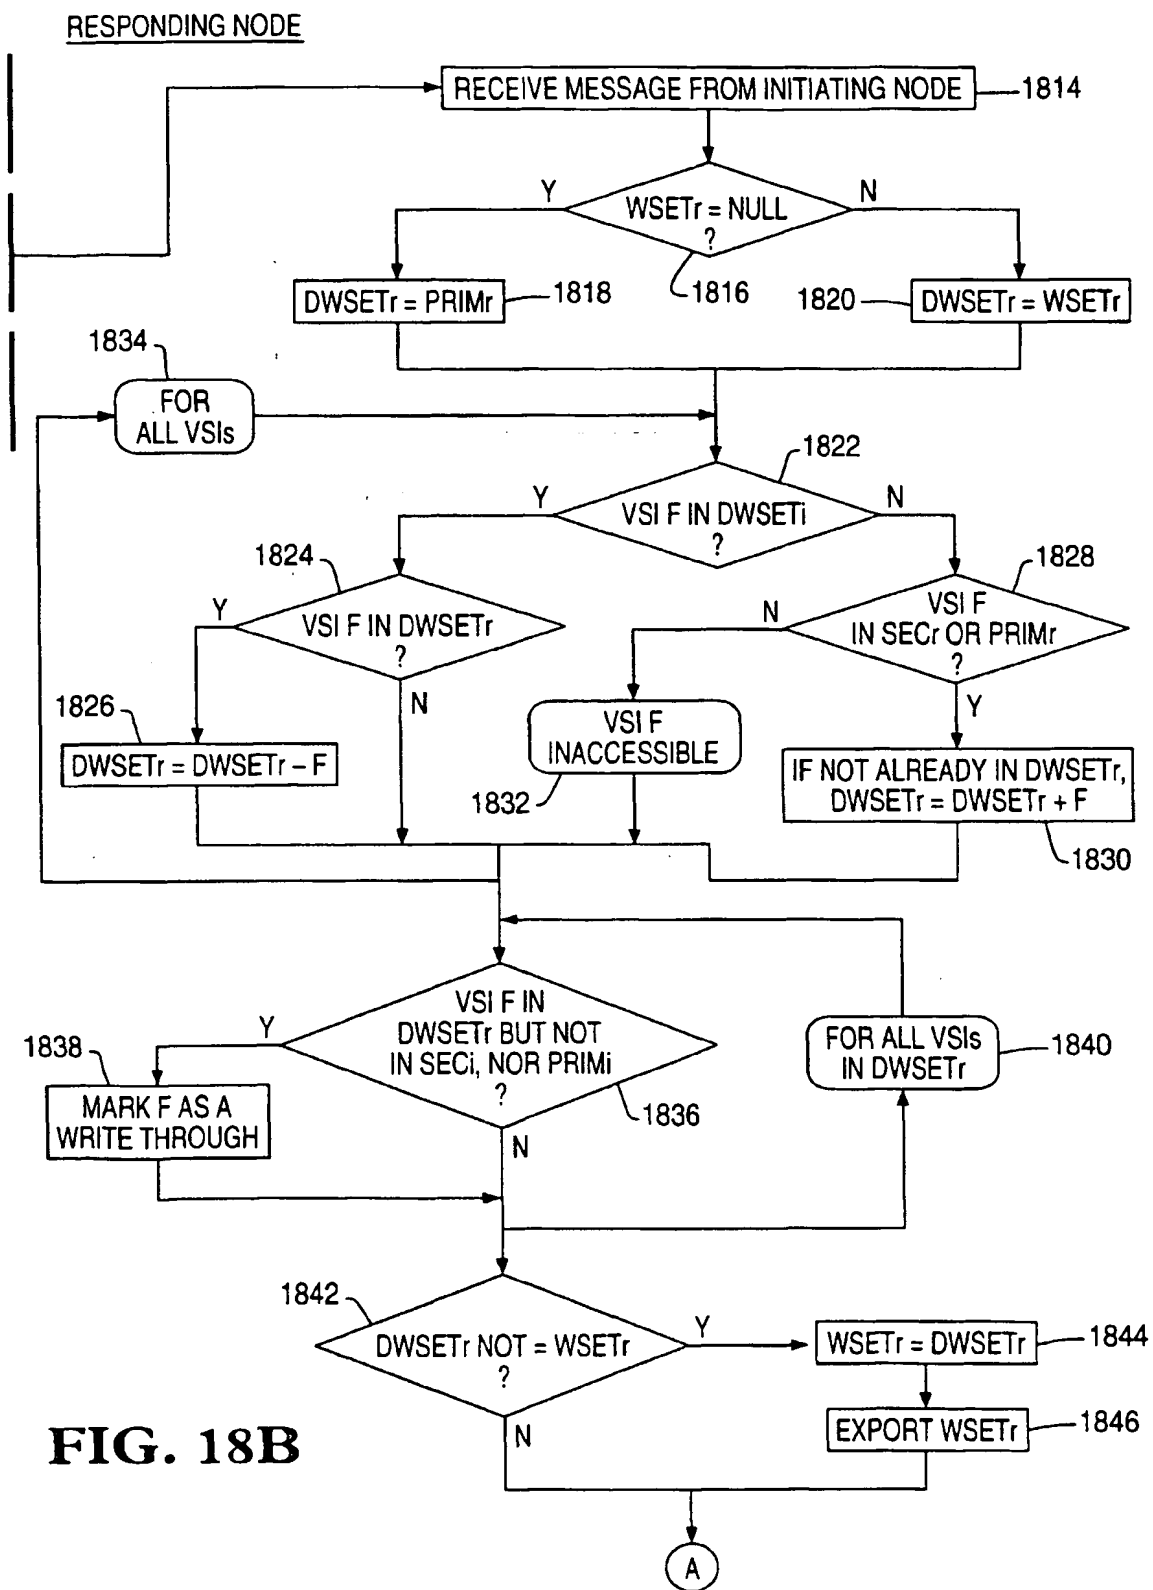 RESPONDING NODE
RECEIVE MESSAGE FROM INITIATING NODE
1814
Y
WSETr = NULL
?
N
1816
DWSETr = PRIMr
1818
1820
DWSETr = WSETr
1834
FOR
ALL VSIs
1822
Y
VSI F IN DWSETi
?
N
1824
Y
VSI F IN DWSETr
?
N
1828
N
VSI F
IN SECr OR PRIMr
?
Y
1826
DWSETr = DWSETr – F
VSI F
INACCESSIBLE
1832
IF NOT ALREADY IN DWSETr,
DWSETr = DWSETr + F
1830
Y
VSI F IN
DWSETr BUT NOT
IN SECi, NOR PRIMi
?
1836
N
1838
MARK F AS A
WRITE THROUGH
FOR ALL VSIs
IN DWSETr
1840
1842
DWSETr NOT = WSETr
?
Y
N
WSETr = DWSETr
1844
EXPORT WSETr
1846
FIG. 18B
A